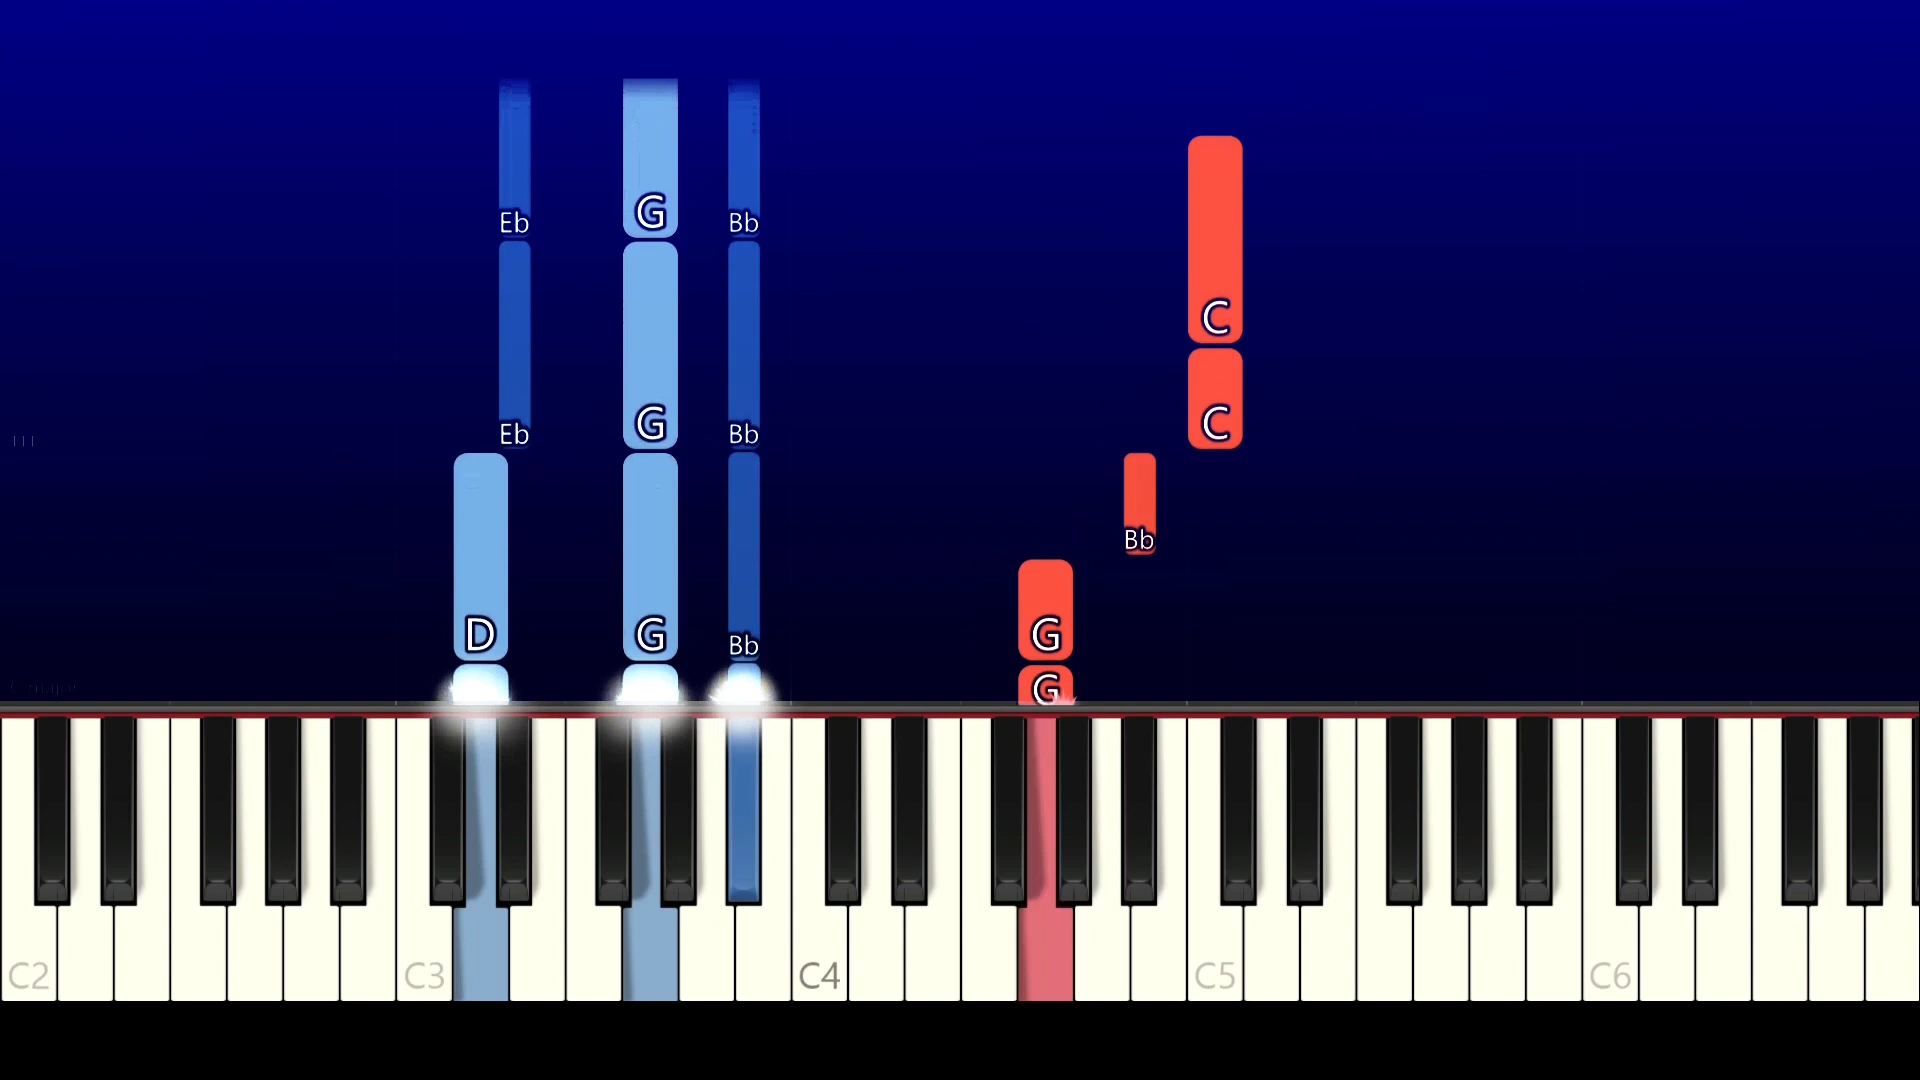 Eb G Bb
C
Eb G Bb C
Bb
D G Bb G
G
C2 C3 C4 C5 C6